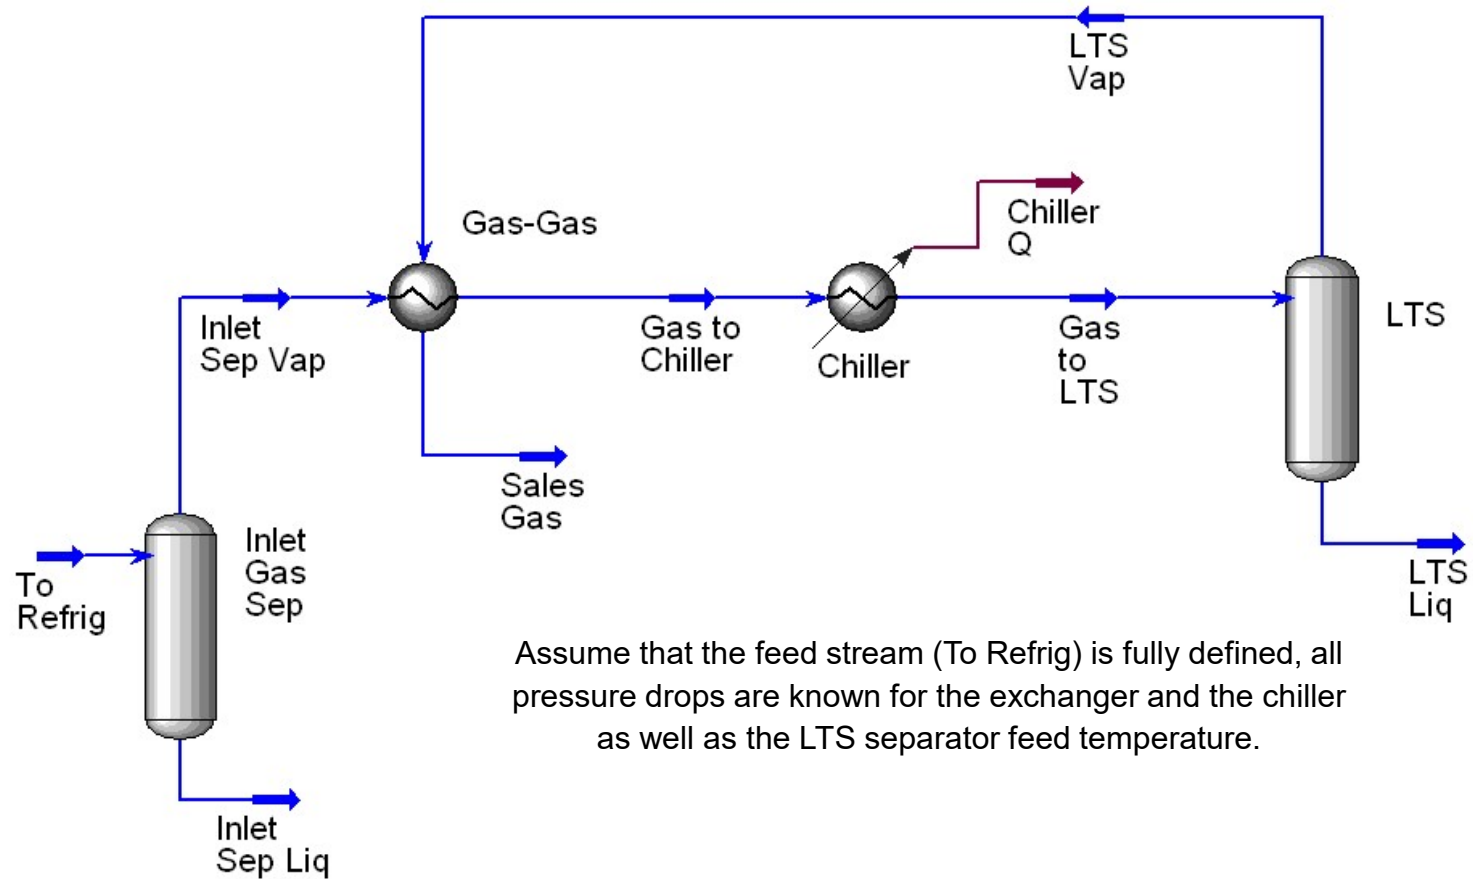 LTS
Vap
Gas-Gas
Chiller
Q
Inlet
Sep Vap
Gas to
Chiller
Chiller
Gas
to
LTS
LTS
Sales
Gas
Inlet
Gas
Sep
To
Refrig
LTS
Liq
Assume that the feed stream (To Refrig) is fully defined, all
pressure drops are known for the exchanger and the chiller
as well as the LTS separator feed temperature.
Inlet
Sep Liq